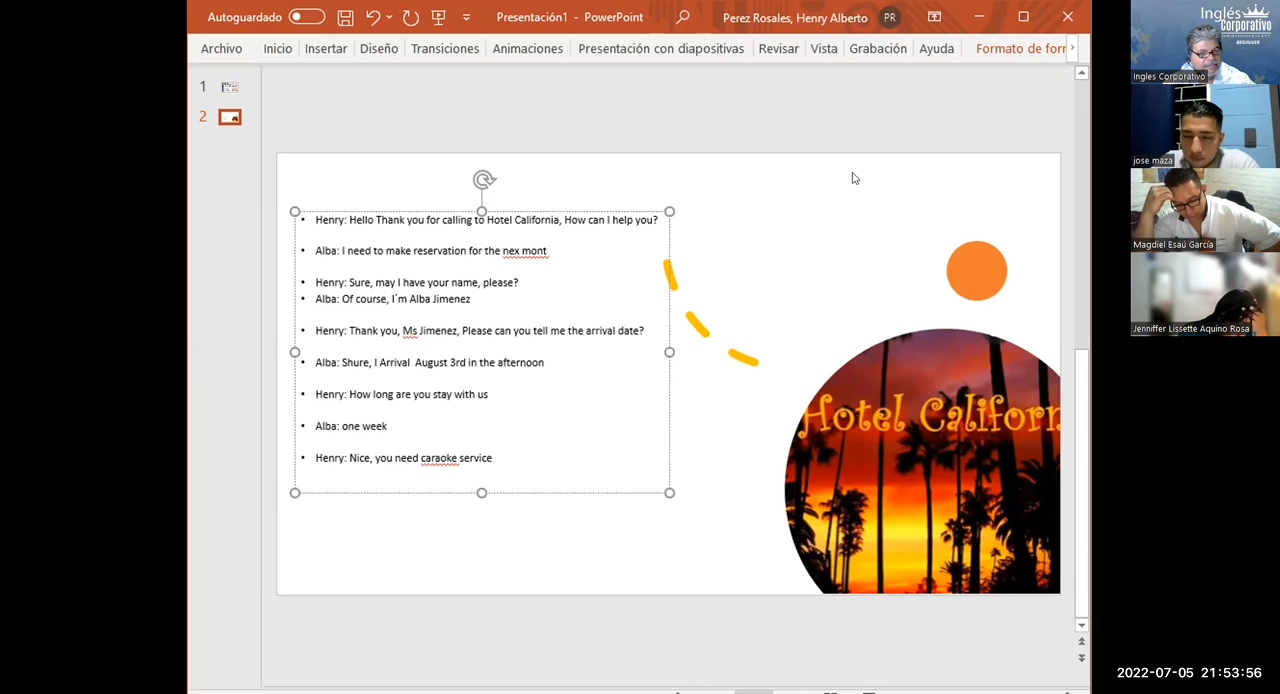 Autoguardado
Presentación1 - PowerPoint
Perez Rosales, Henry Alberto
PR
Archivo Inicio Insertar Diseño Transiciones Animaciones Presentación con diapositivas Revisar Vista Grabación Ayuda Formato de forr
1
2
• Henry: Hello Thank you for calling to Hotel California, How can I help you?
• Alba: I need to make reservation for the nex mont
• Henry: Sure, may I have your name, please?
• Alba: Of course, I´m Alba Jimenez
• Henry: Thank you, Ms Jimenez, Please can you tell me the arrival date?
• Alba: Shure, I Arrival  August 3rd in the afternoon
• Henry: How long are you stay with us
• Alba: one week
• Henry: Nice, you need caraoke service
Hotel Californ
Inglés
Corporativo
BEGINNER
Ingles Corporativo
jose maza
Magdiel Esaú García
Jenniffer Lissette Aquino Rosa
2022-07-05 21:53:56